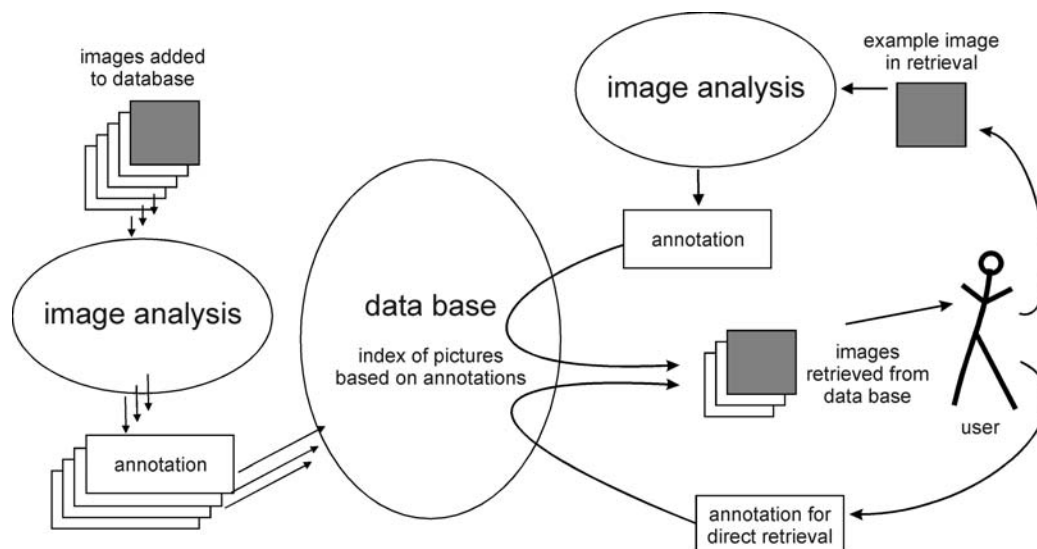 images added
to database
image analysis
annotation
data base
index of pictures
based on annotations
image analysis
example image
in retrieval
annotation
images
retrieved from
data base
user
annotation for
direct retrieval